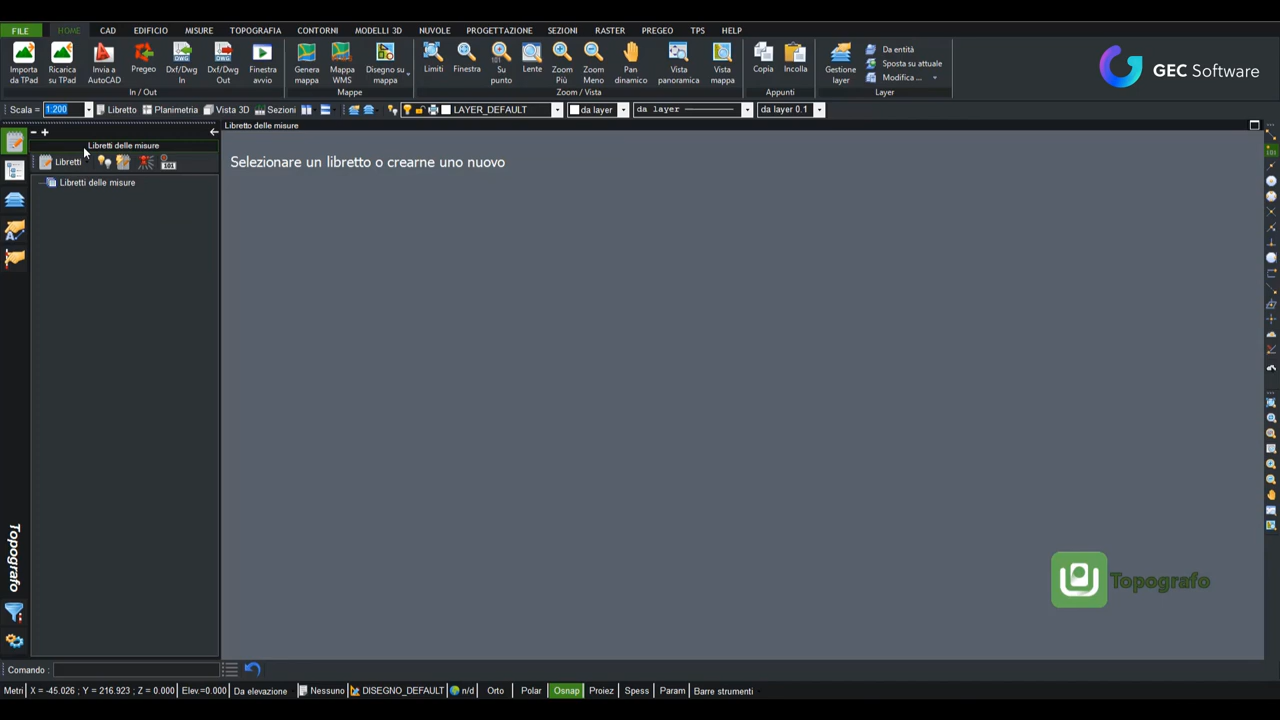 FILE HOME CAD EDIFICIO MISURE TOPOGRAFIA CONTORNI MODELLI 3D NUVOLE PROGETTAZIONE SEZIONI RASTER PREGEO TPS HELP
Importa da TPad
Ricarica su TPad
Invia a AutoCAD
Pregeo
Dxf/Dwg In
Dxf/Dwg Out
Finestra avvio
In / Out
Genera mappa
Mappa WMS
Disegno su mappa
Mappe
Limiti
Finestra
Su punto
Lente
Zoom Più
Zoom Meno
Pan dinamico
Vista panoramica
Vista mappa
Zoom / Vista
Copia
Incolla
Appunti
Gestione layer
Da entità
Sposta su attuale
Modifica ...
Layer
GEC Software
Scala = 1:200 Libretto Planimetria Vista 3D Sezioni LAYER_DEFAULT da layer da layer da layer 0.1
Libretti delle misure
Libretti
Libretti delle misure
Libretto delle misure
Selezionare un libretto o crearne uno nuovo
Topografo
Topografo
Comando :
Metri X = -45.026 ; Y = 216.923 ; Z = 0.000 Elev.=0.000 Da elevazione Nessuno DISEGNO_DEFAULT n/d Orto Polar Osnap Proiez Spess Param Barre strumenti